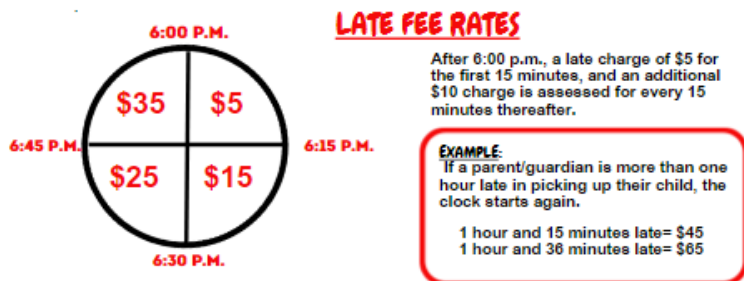 LATE FEE RATES
6:00 P.M.
$35
$5
6:45 P.M.
6:15 P.M.
$25
$15
6:30 P.M.
After 6:00 p.m., a late charge of $5 for
the first 15 minutes, and an additional
$10 charge is assessed for every 15
minutes thereafter.
EXAMPLE:
If a parent/guardian is more than one
hour late in picking up their child, the
clock starts again.
1 hour and 15 minutes late= $45
1 hour and 36 minutes late= $65